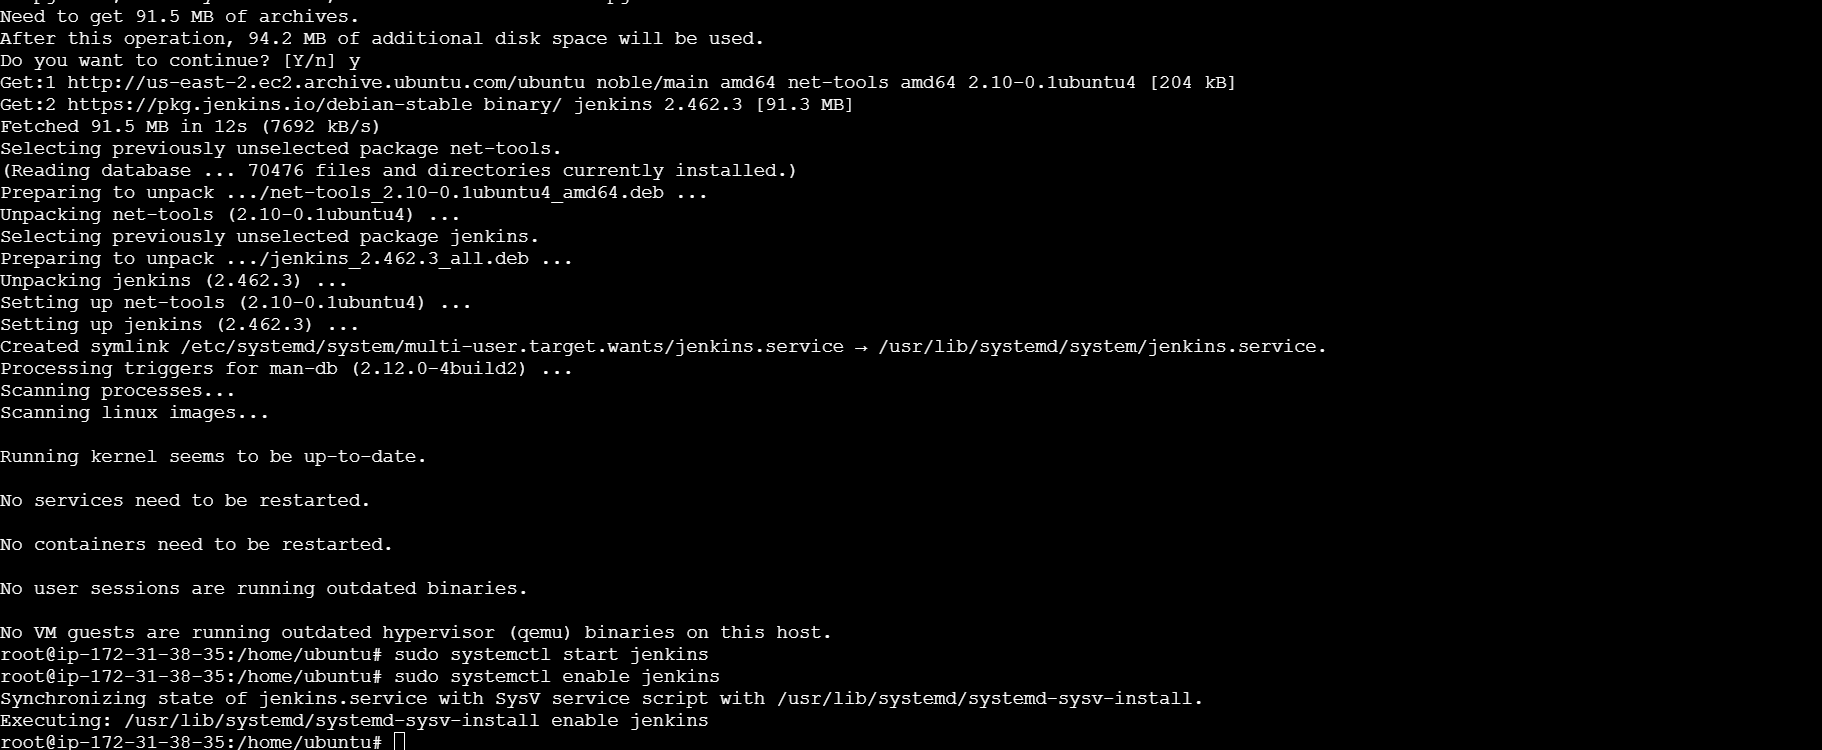 Need to get 91.5 MB of archives.
After this operation, 94.2 MB of additional disk space will be used.
Do you want to continue? [Y/n] y
Get:1 http://us-east-2.ec2.archive.ubuntu.com/ubuntu noble/main amd64 net-tools amd64 2.10-0.1ubuntu4 [204 kB]
Get:2 https://pkg.jenkins.io/debian-stable binary/ jenkins 2.462.3 [91.3 MB]
Fetched 91.5 MB in 12s (7692 kB/s)
Selecting previously unselected package net-tools.
(Reading database ... 70476 files and directories currently installed.)
Preparing to unpack .../net-tools_2.10-0.1ubuntu4_amd64.deb ...
Unpacking net-tools (2.10-0.1ubuntu4) ...
Selecting previously unselected package jenkins.
Preparing to unpack .../jenkins_2.462.3_all.deb ...
Unpacking jenkins (2.462.3) ...
Setting up net-tools (2.10-0.1ubuntu4) ...
Setting up jenkins (2.462.3) ...
Created symlink /etc/systemd/system/multi-user.target.wants/jenkins.service → /usr/lib/systemd/system/jenkins.service.
Processing triggers for man-db (2.12.0-4build2) ...
Scanning processes...
Scanning linux images...
Running kernel seems to be up-to-date.
No services need to be restarted.
No containers need to be restarted.
No user sessions are running outdated binaries.
No VM guests are running outdated hypervisor (qemu) binaries on this host.
root@ip-172-31-38-35:/home/ubuntu# sudo systemctl start jenkins
root@ip-172-31-38-35:/home/ubuntu# sudo systemctl enable jenkins
Synchronizing state of jenkins.service with SysV service script with /usr/lib/systemd/systemd-sysv-install.
Executing: /usr/lib/systemd/systemd-sysv-install enable jenkins
root@ip-172-31-38-35:/home/ubuntu#